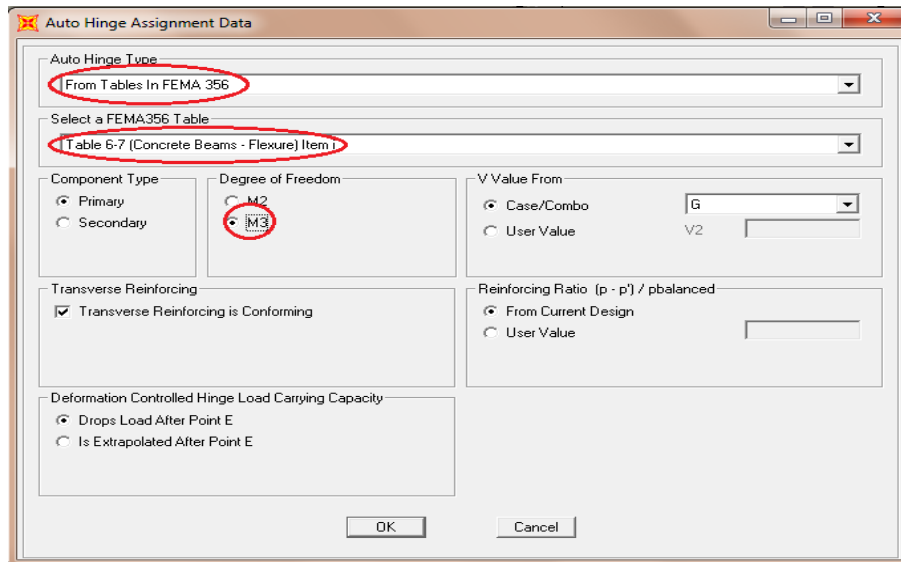 Auto Hinge Assignment Data
Auto Hinge Type
From Tables In FEMA 356
Select a FEMA356 Table
Table 6-7 (Concrete Beams - Flexure) Item i
Component Type
Primary
Secondary
Degree of Freedom
M2
M3
V Value From
Case/Combo G
User Value V2
Transverse Reinforcing
Transverse Reinforcing is Conforming
Reinforcing Ratio (p - p') / pbalanced
From Current Design
User Value
Deformation Controlled Hinge Load Carrying Capacity
Drops Load After Point E
Is Extrapolated After Point E
OK Cancel